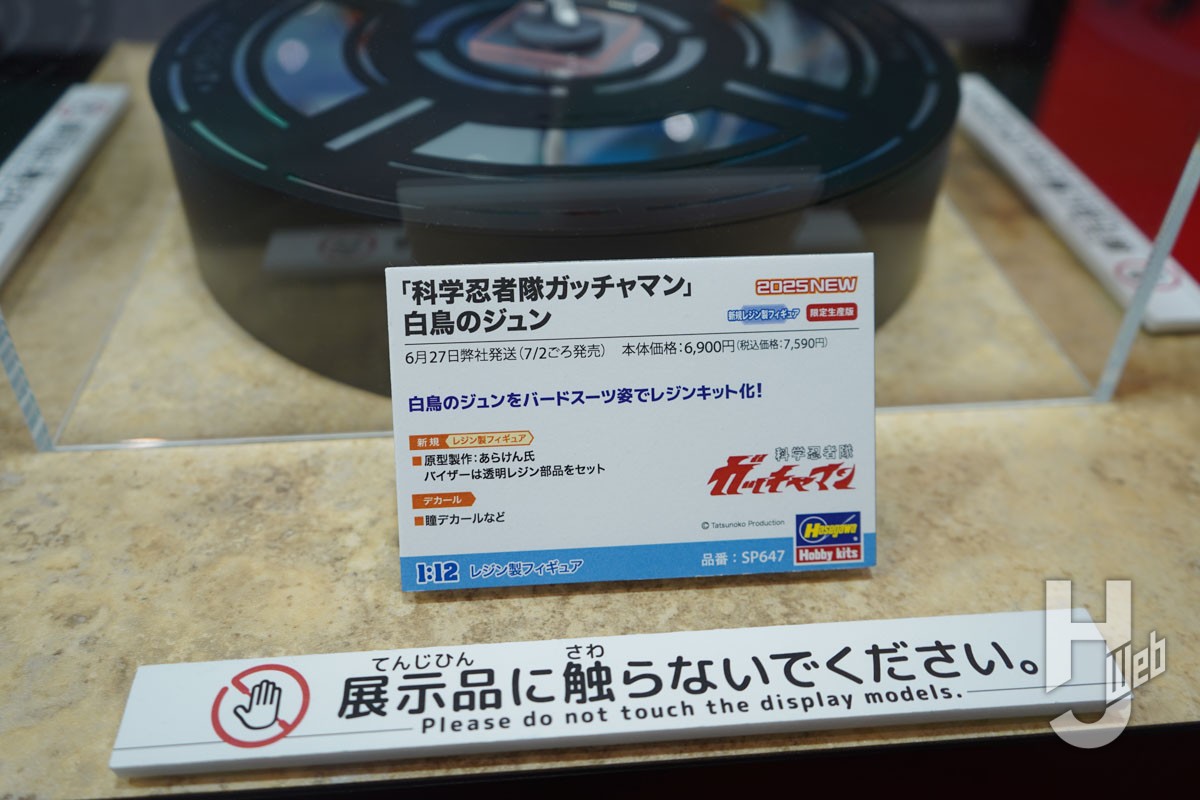 「科学忍者隊ガッチャマン」
白鳥のジュン
2025NEW
新規レジン製フィギュア
限定生産版
6月27日弊社発送(7/2ごろ発売) 本体価格:6,900円(税込価格:7,590円)
白鳥のジュンをバードスーツ姿でレジンキット化!
新規 レジン製フィギュア
■原型製作:あらけん氏
バイザーは透明レジン部品をセット
デカール
■瞳デカールなど
科学忍者隊
ガッチャマン
© Tatsunoko Production
Hasegawa
Hobby kits
1:12 レジン製フィギュア
品番:SP647
てんじひん さわ
展示品に触らないでください。
Please do not touch the display models.
HJ Web